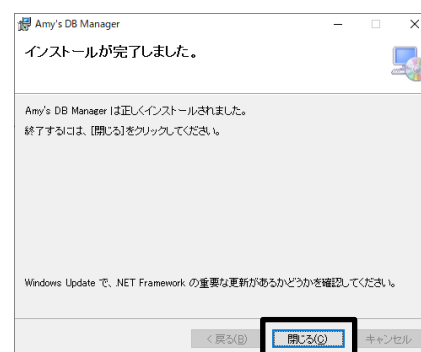 Amy's DB Manager
インストールが完了しました。
Amy's DB Manager は正しくインストールされました。
終了するには、[閉じる]をクリックしてください。
Windows Update で、.NET Framework の重要な更新があるかどうかを確認してください。
< 戻る(B)
閉じる(C)
キャンセル